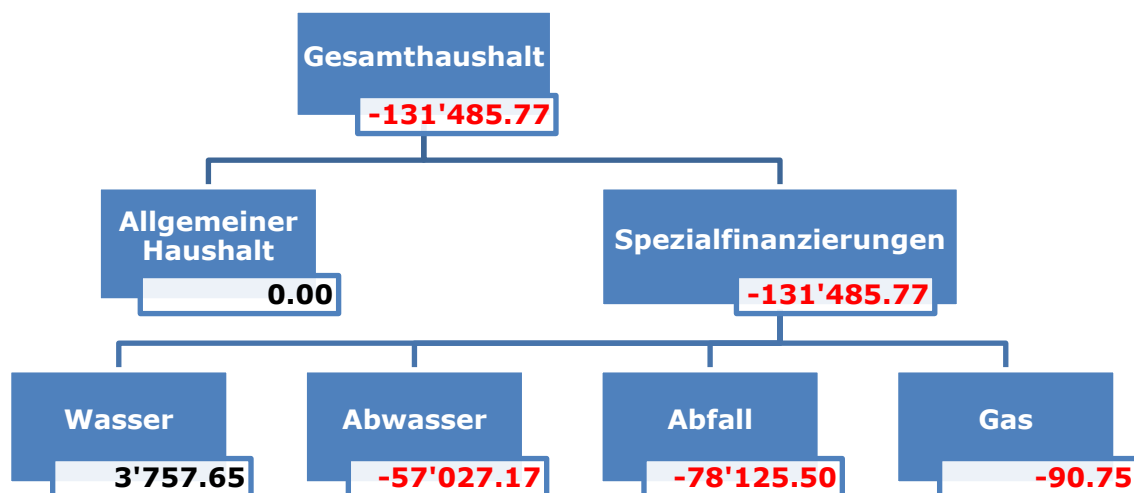 Gesamthaushalt
-131'485.77
Allgemeiner
Haushalt
0.00
Spezialfinanzierungen
-131'485.77
Wasser
3'757.65
Abwasser
-57'027.17
Abfall
-78'125.50
Gas
-90.75